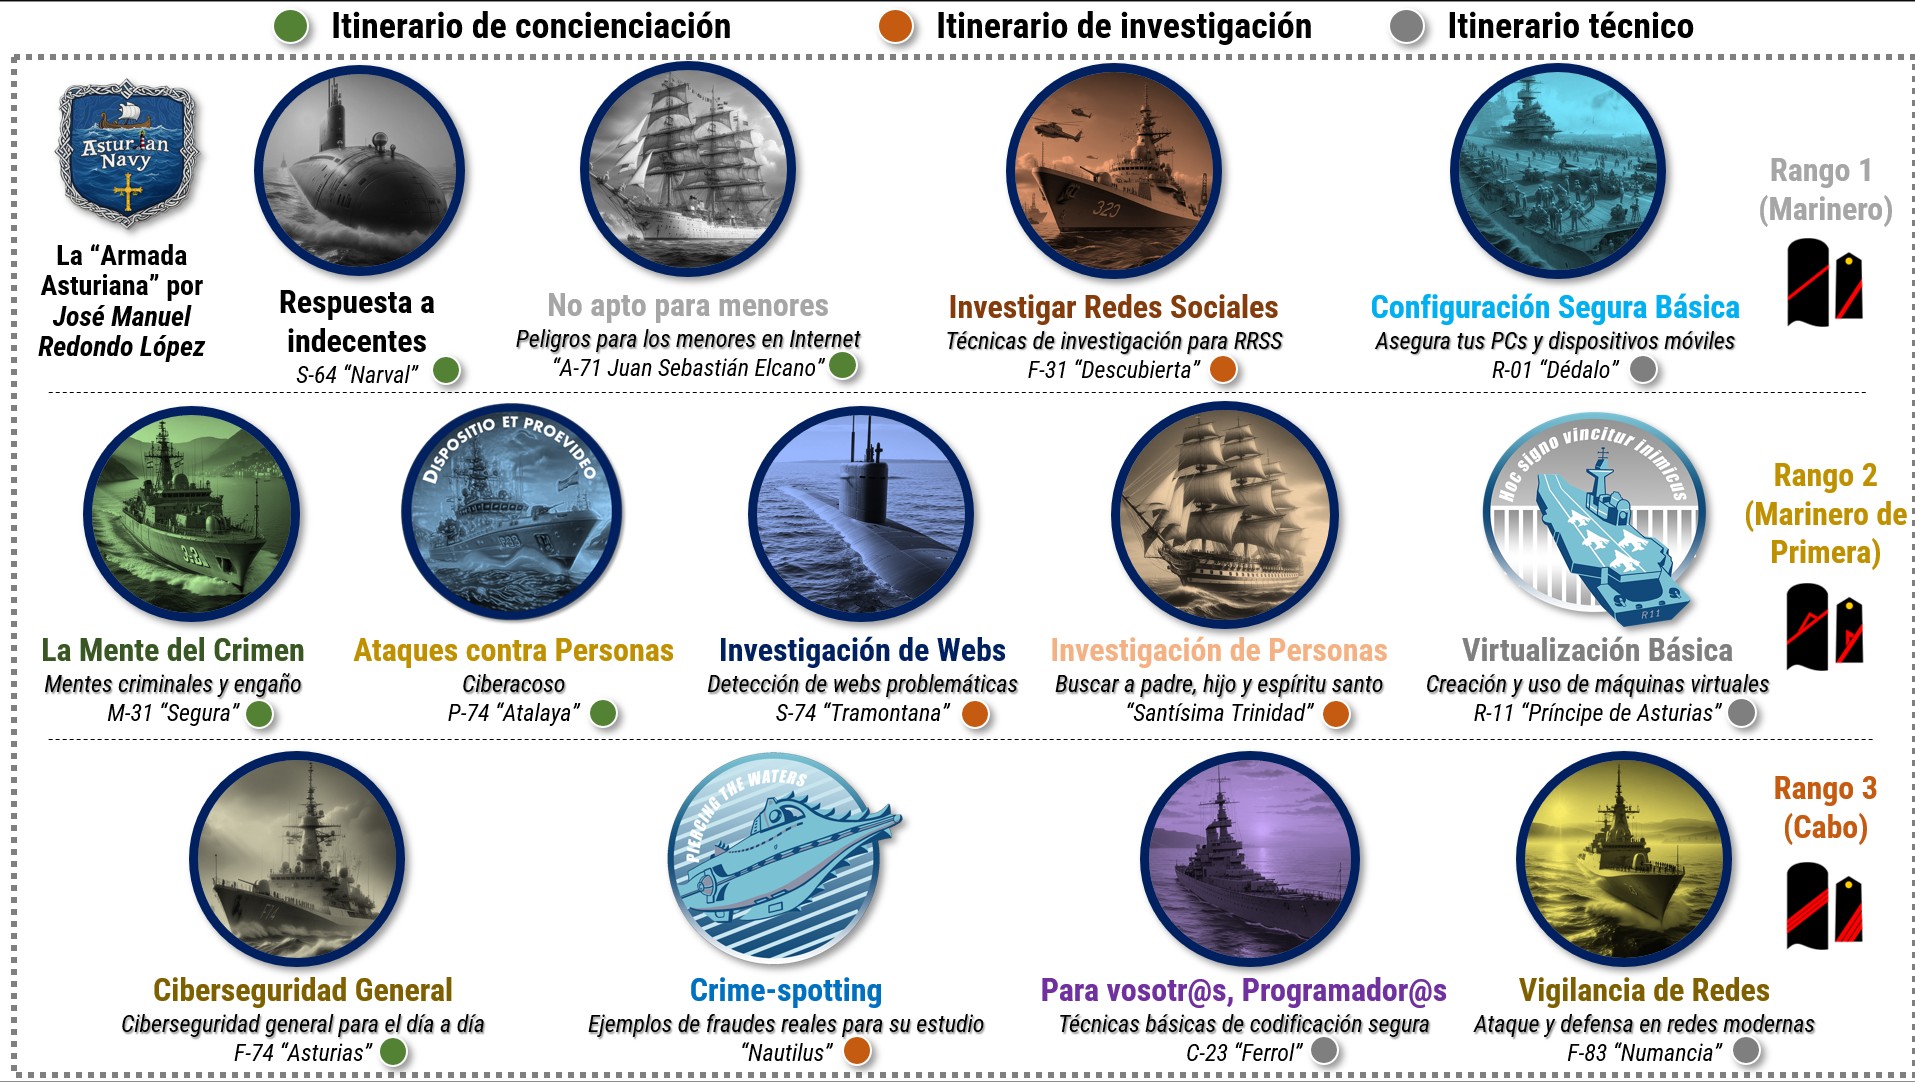 Itinerario de concienciación
Itinerario de investigación
Itinerario técnico
Asturian
Navy
La “Armada
Asturiana” por
José Manuel
Redondo López
Respuesta a
indecentes
S-64 “Narval”
No apto para menores
Peligros para los menores en Internet
“A-71 Juan Sebastián Elcano”
Investigar Redes Sociales
Técnicas de investigación para RRSS
F-31 “Descubierta”
Configuración Segura Básica
Asegura tus PCs y dispositivos móviles
R-01 “Dédalo”
Rango 1
(Marinero)
La Mente del Crimen
Mentes criminales y engaño
M-31 “Segura”
DISPOSITIO ET PROEVIDEO
Ataques contra Personas
Ciberacoso
P-74 “Atalaya”
Investigación de Webs
Detección de webs problemáticas
S-74 “Tramontana”
Investigación de Personas
Buscar a padre, hijo y espíritu santo
“Santísima Trinidad”
Hoc signo vincitur inimicus
R11
Virtualización Básica
Creación y uso de máquinas virtuales
R-11 “Príncipe de Asturias”
Rango 2
(Marinero de
Primera)
Ciberseguridad General
Ciberseguridad general para el día a día
F-74 “Asturias”
PIERCING THE WATERS
Crime-spotting
Ejemplos de fraudes reales para su estudio
“Nautilus”
Para vosotr@s, Programador@s
Técnicas básicas de codificación segura
C-23 “Ferrol”
Vigilancia de Redes
Ataque y defensa en redes modernas
F-83 “Numancia”
Rango 3
(Cabo)